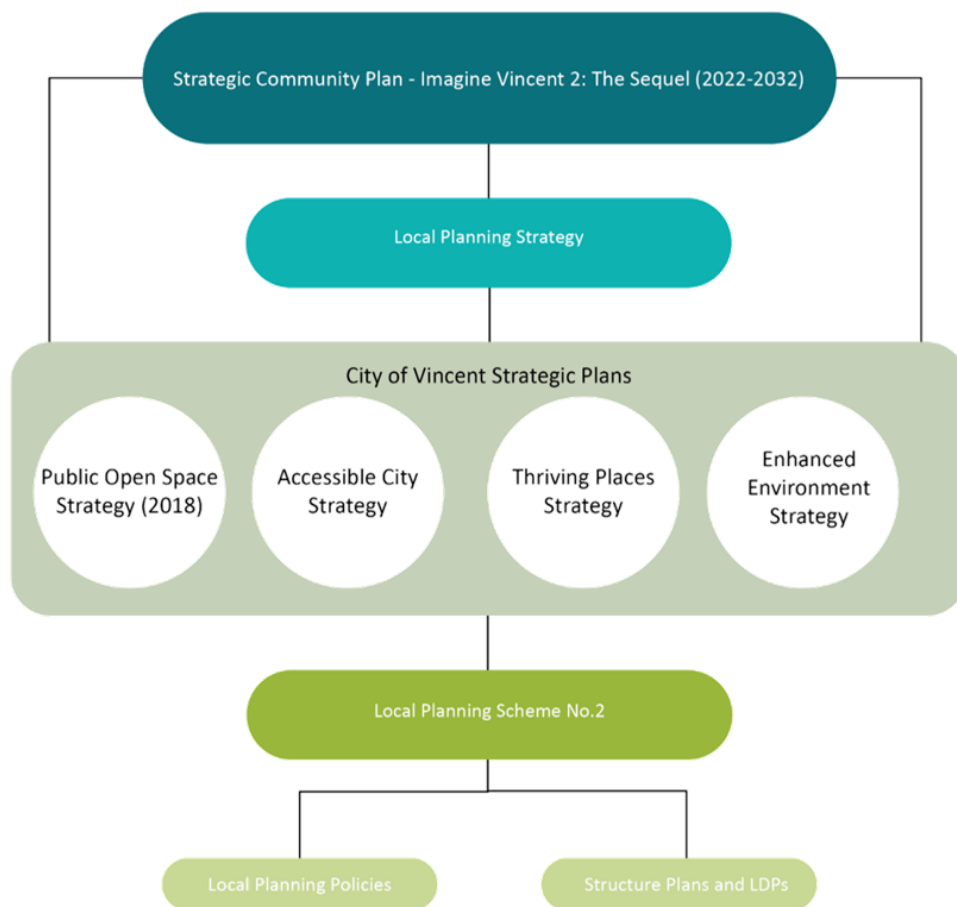 Strategic Community Plan - Imagine Vincent 2: The Sequel (2022-2032)
Local Planning Strategy
City of Vincent Strategic Plans
Public Open Space
Strategy (2018)
Accessible City
Strategy
Thriving Places
Strategy
Enhanced
Environment
Strategy
Local Planning Scheme No.2
Local Planning Policies
Structure Plans and LDPs